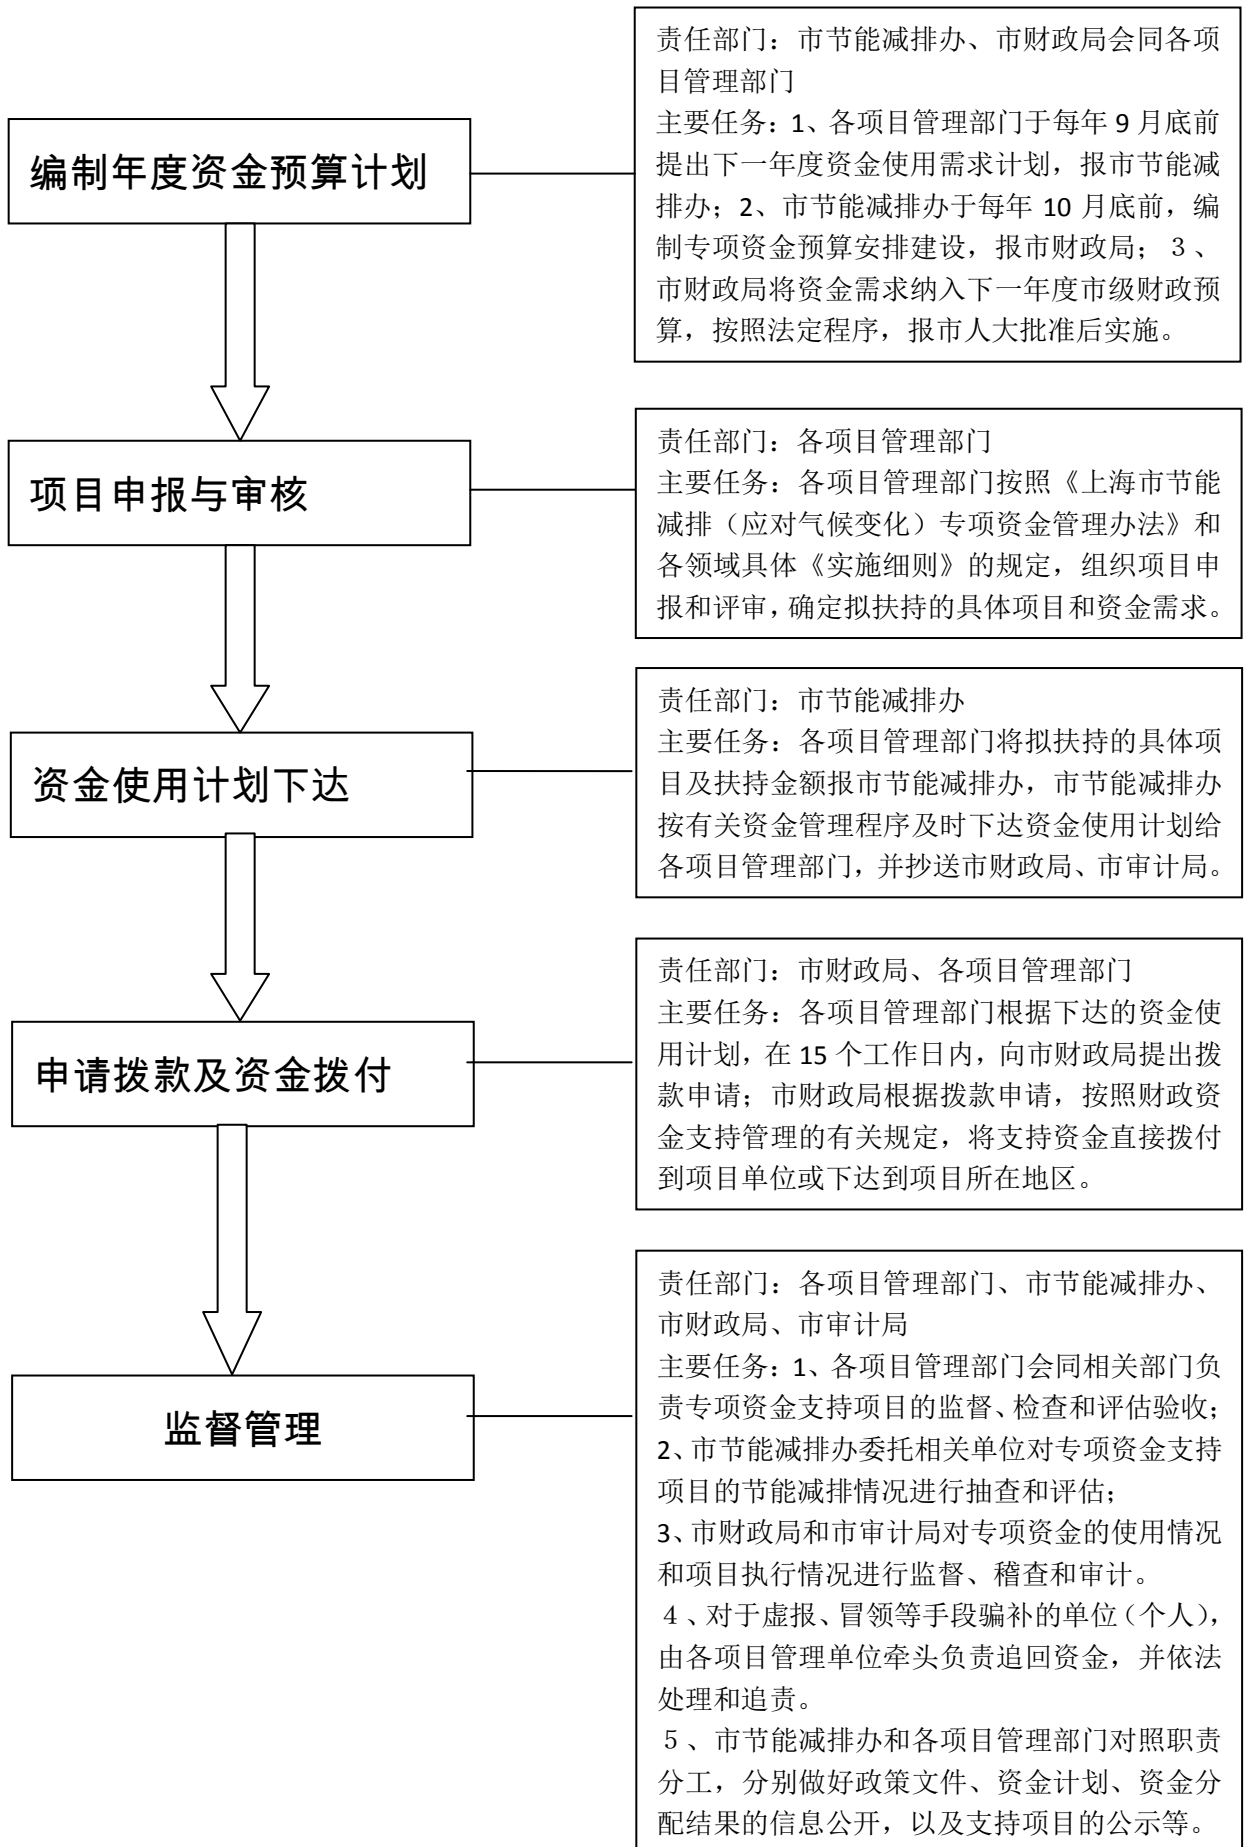 编制年度资金预算计划
责任部门：市节能减排办、市财政局会同各项
目管理部门
主要任务：1、各项目管理部门于每年 9 月底前
提出下一年度资金使用需求计划，报市节能减
排办；2、市节能减排办于每年 10 月底前，编
制专项资金预算安排建设，报市财政局；３、
市财政局将资金需求纳入下一年度市级财政预
算，按照法定程序，报市人大批准后实施。
项目申报与审核
责任部门：各项目管理部门
主要任务：各项目管理部门按照《上海市节能
减排（应对气候变化）专项资金管理办法》和
各领域具体《实施细则》的规定，组织项目申
报和评审，确定拟扶持的具体项目和资金需求。
资金使用计划下达
责任部门：市节能减排办
主要任务：各项目管理部门将拟扶持的具体项
目及扶持金额报市节能减排办，市节能减排办
按有关资金管理程序及时下达资金使用计划给
各项目管理部门，并抄送市财政局、市审计局。
申请拨款及资金拨付
责任部门：市财政局、各项目管理部门
主要任务：各项目管理部门根据下达的资金使
用计划，在 15 个工作日内，向市财政局提出拨
款申请；市财政局根据拨款申请，按照财政资
金支持管理的有关规定，将支持资金直接拨付
到项目单位或下达到项目所在地区。
监督管理
责任部门：各项目管理部门、市节能减排办、
市财政局、市审计局
主要任务：1、各项目管理部门会同相关部门负
责专项资金支持项目的监督、检查和评估验收；
2、市节能减排办委托相关单位对专项资金支持
项目的节能减排情况进行抽查和评估；
3、市财政局和市审计局对专项资金的使用情况
和项目执行情况进行监督、稽查和审计。
４、对于虚报、冒领等手段骗补的单位（个人），
由各项目管理单位牵头负责追回资金，并依法
处理和追责。
５、市节能减排办和各项目管理部门对照职责
分工，分别做好政策文件、资金计划、资金分
配结果的信息公开，以及支持项目的公示等。